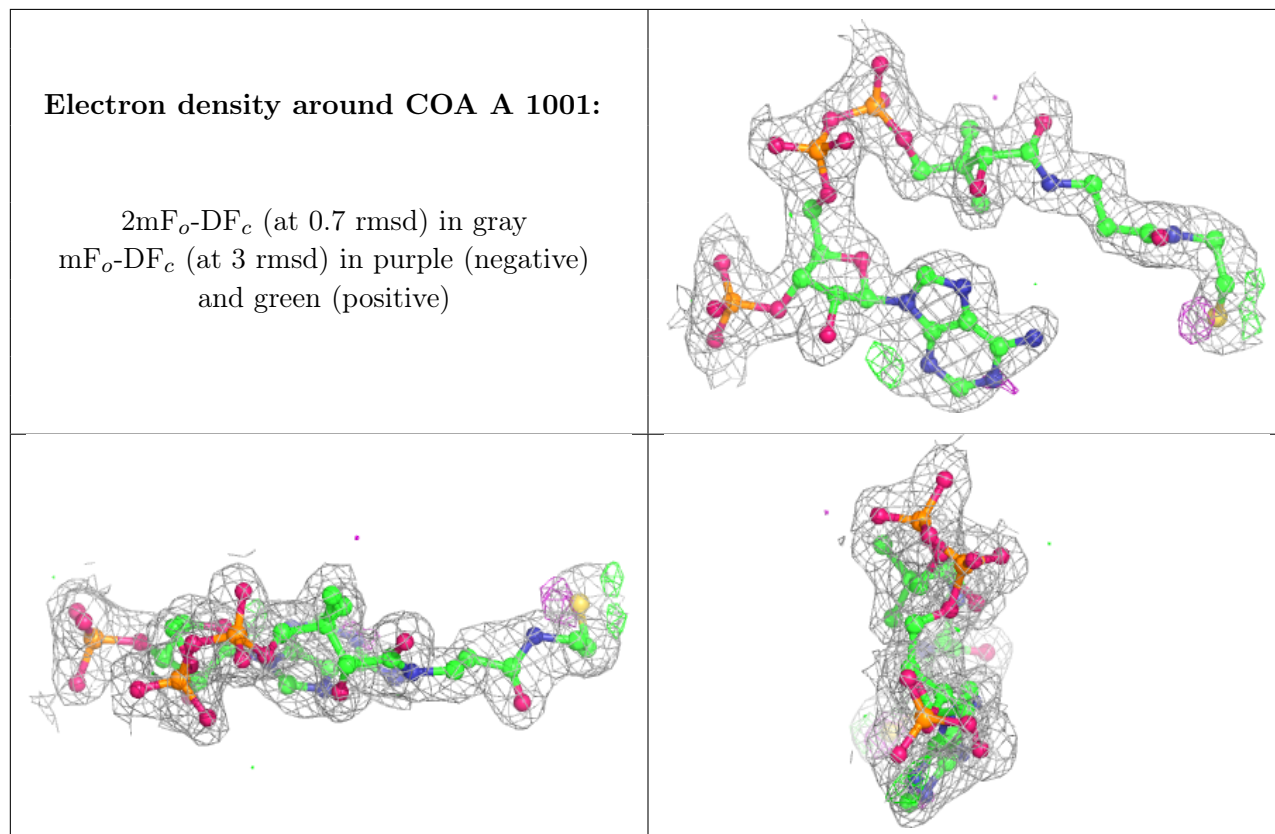 Electron density around COA A 1001:
2mFo-DFc (at 0.7 rmsd) in gray
mFo-DFc (at 3 rmsd) in purple (negative)
and green (positive)